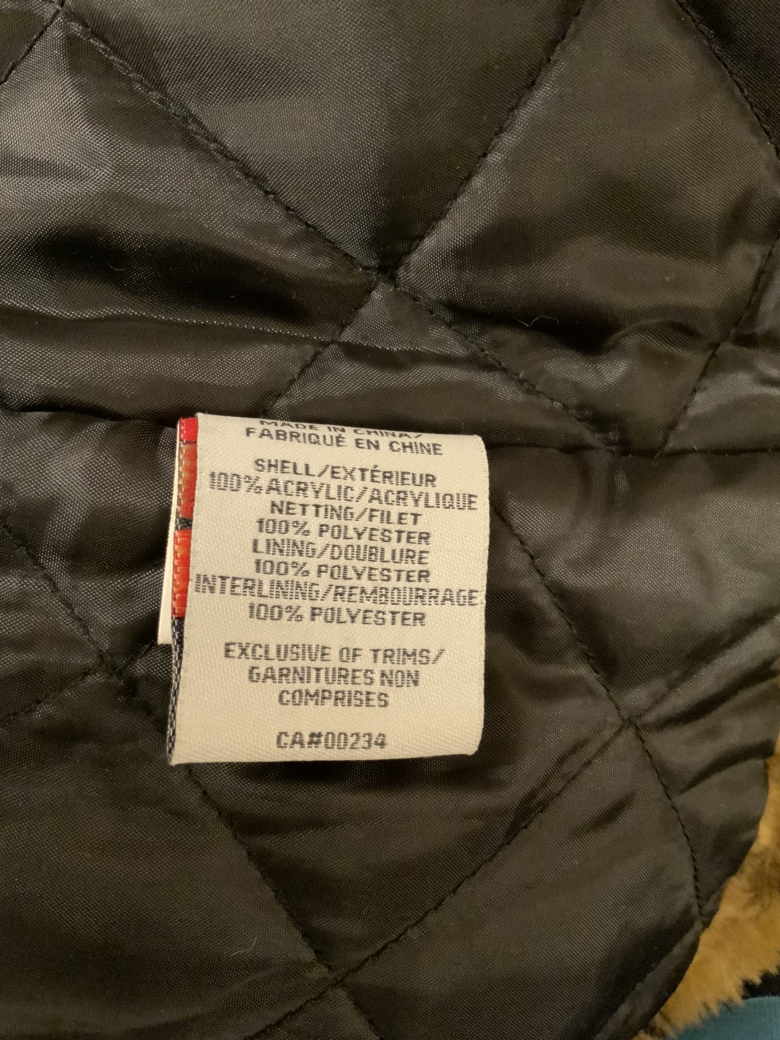 MADE IN CHINA/
FABRIQUÉ EN CHINE
SHELL/EXTÉRIEUR
100% ACRYLIC/ACRYLIQUE
NETTING/FILET
100% POLYESTER
LINING/DOUBLURE
100% POLYESTER
INTERLINING/REMBOURRAGE
100% POLYESTER
EXCLUSIVE OF TRIMS/
GARNITURES NON
COMPRISES
CA#00234